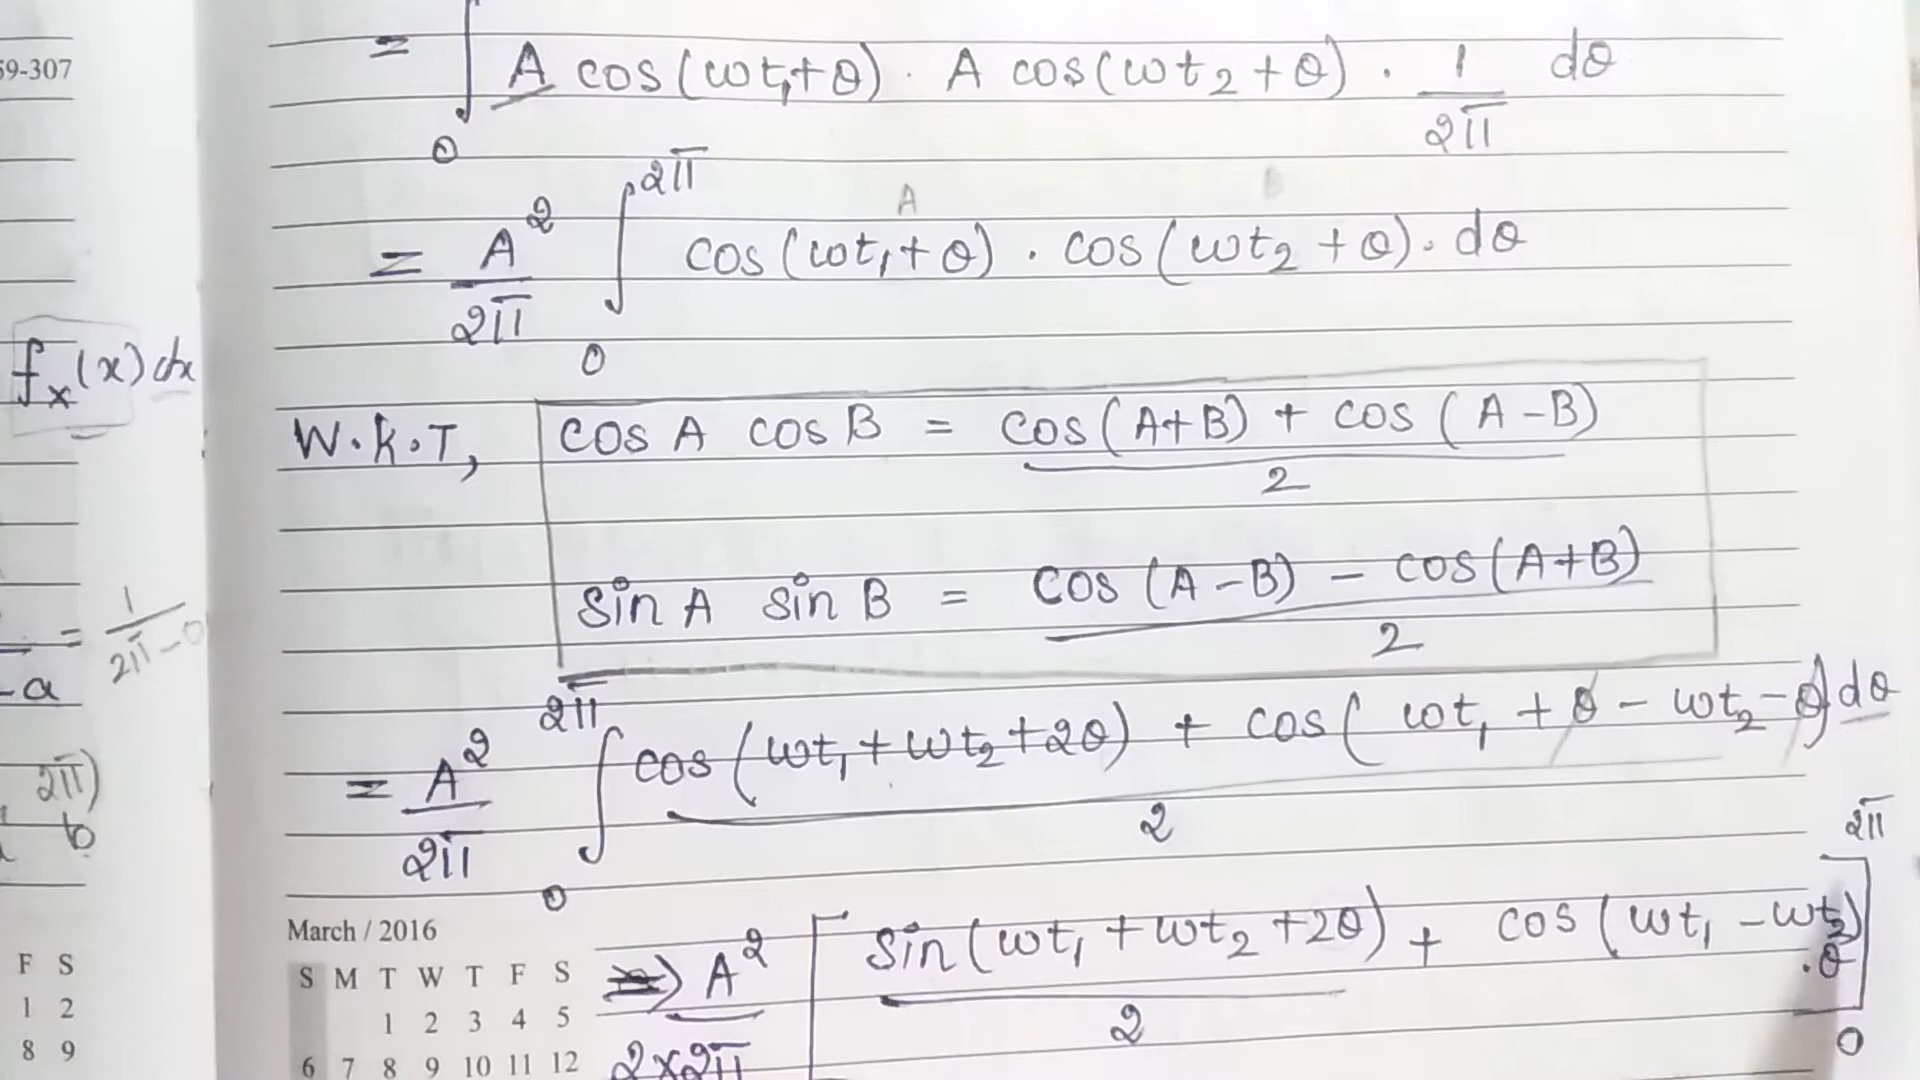 59-307
= ∫ A cos(ωt₁+θ) · A cos(ωt₂+θ) · 1/2π dθ
0
= A²/2π ∫₀^2π cos(ωt₁+θ) · cos(ωt₂+θ) · dθ
A B
fₓ(x) dx
W.K.T, cos A cos B = cos(A+B) + cos(A-B) / 2
sin A sin B = cos(A-B) - cos(A+B) / 2
= 1/2π-0
-a
2π)
b
= A²/2π ∫₀^2π cos(ωt₁+ωt₂+2θ) + cos(ωt₁+θ-ωt₂-θ) dθ / 2
⇒ A²/2×2π [ sin(ωt₁+ωt₂+2θ)/2 + cos(ωt₁-ωt₂).θ ]₀^2π
March / 2016
S M T W T F S
1 2 3 4 5
6 7 8 9 10 11 12
F S
1 2
8 9